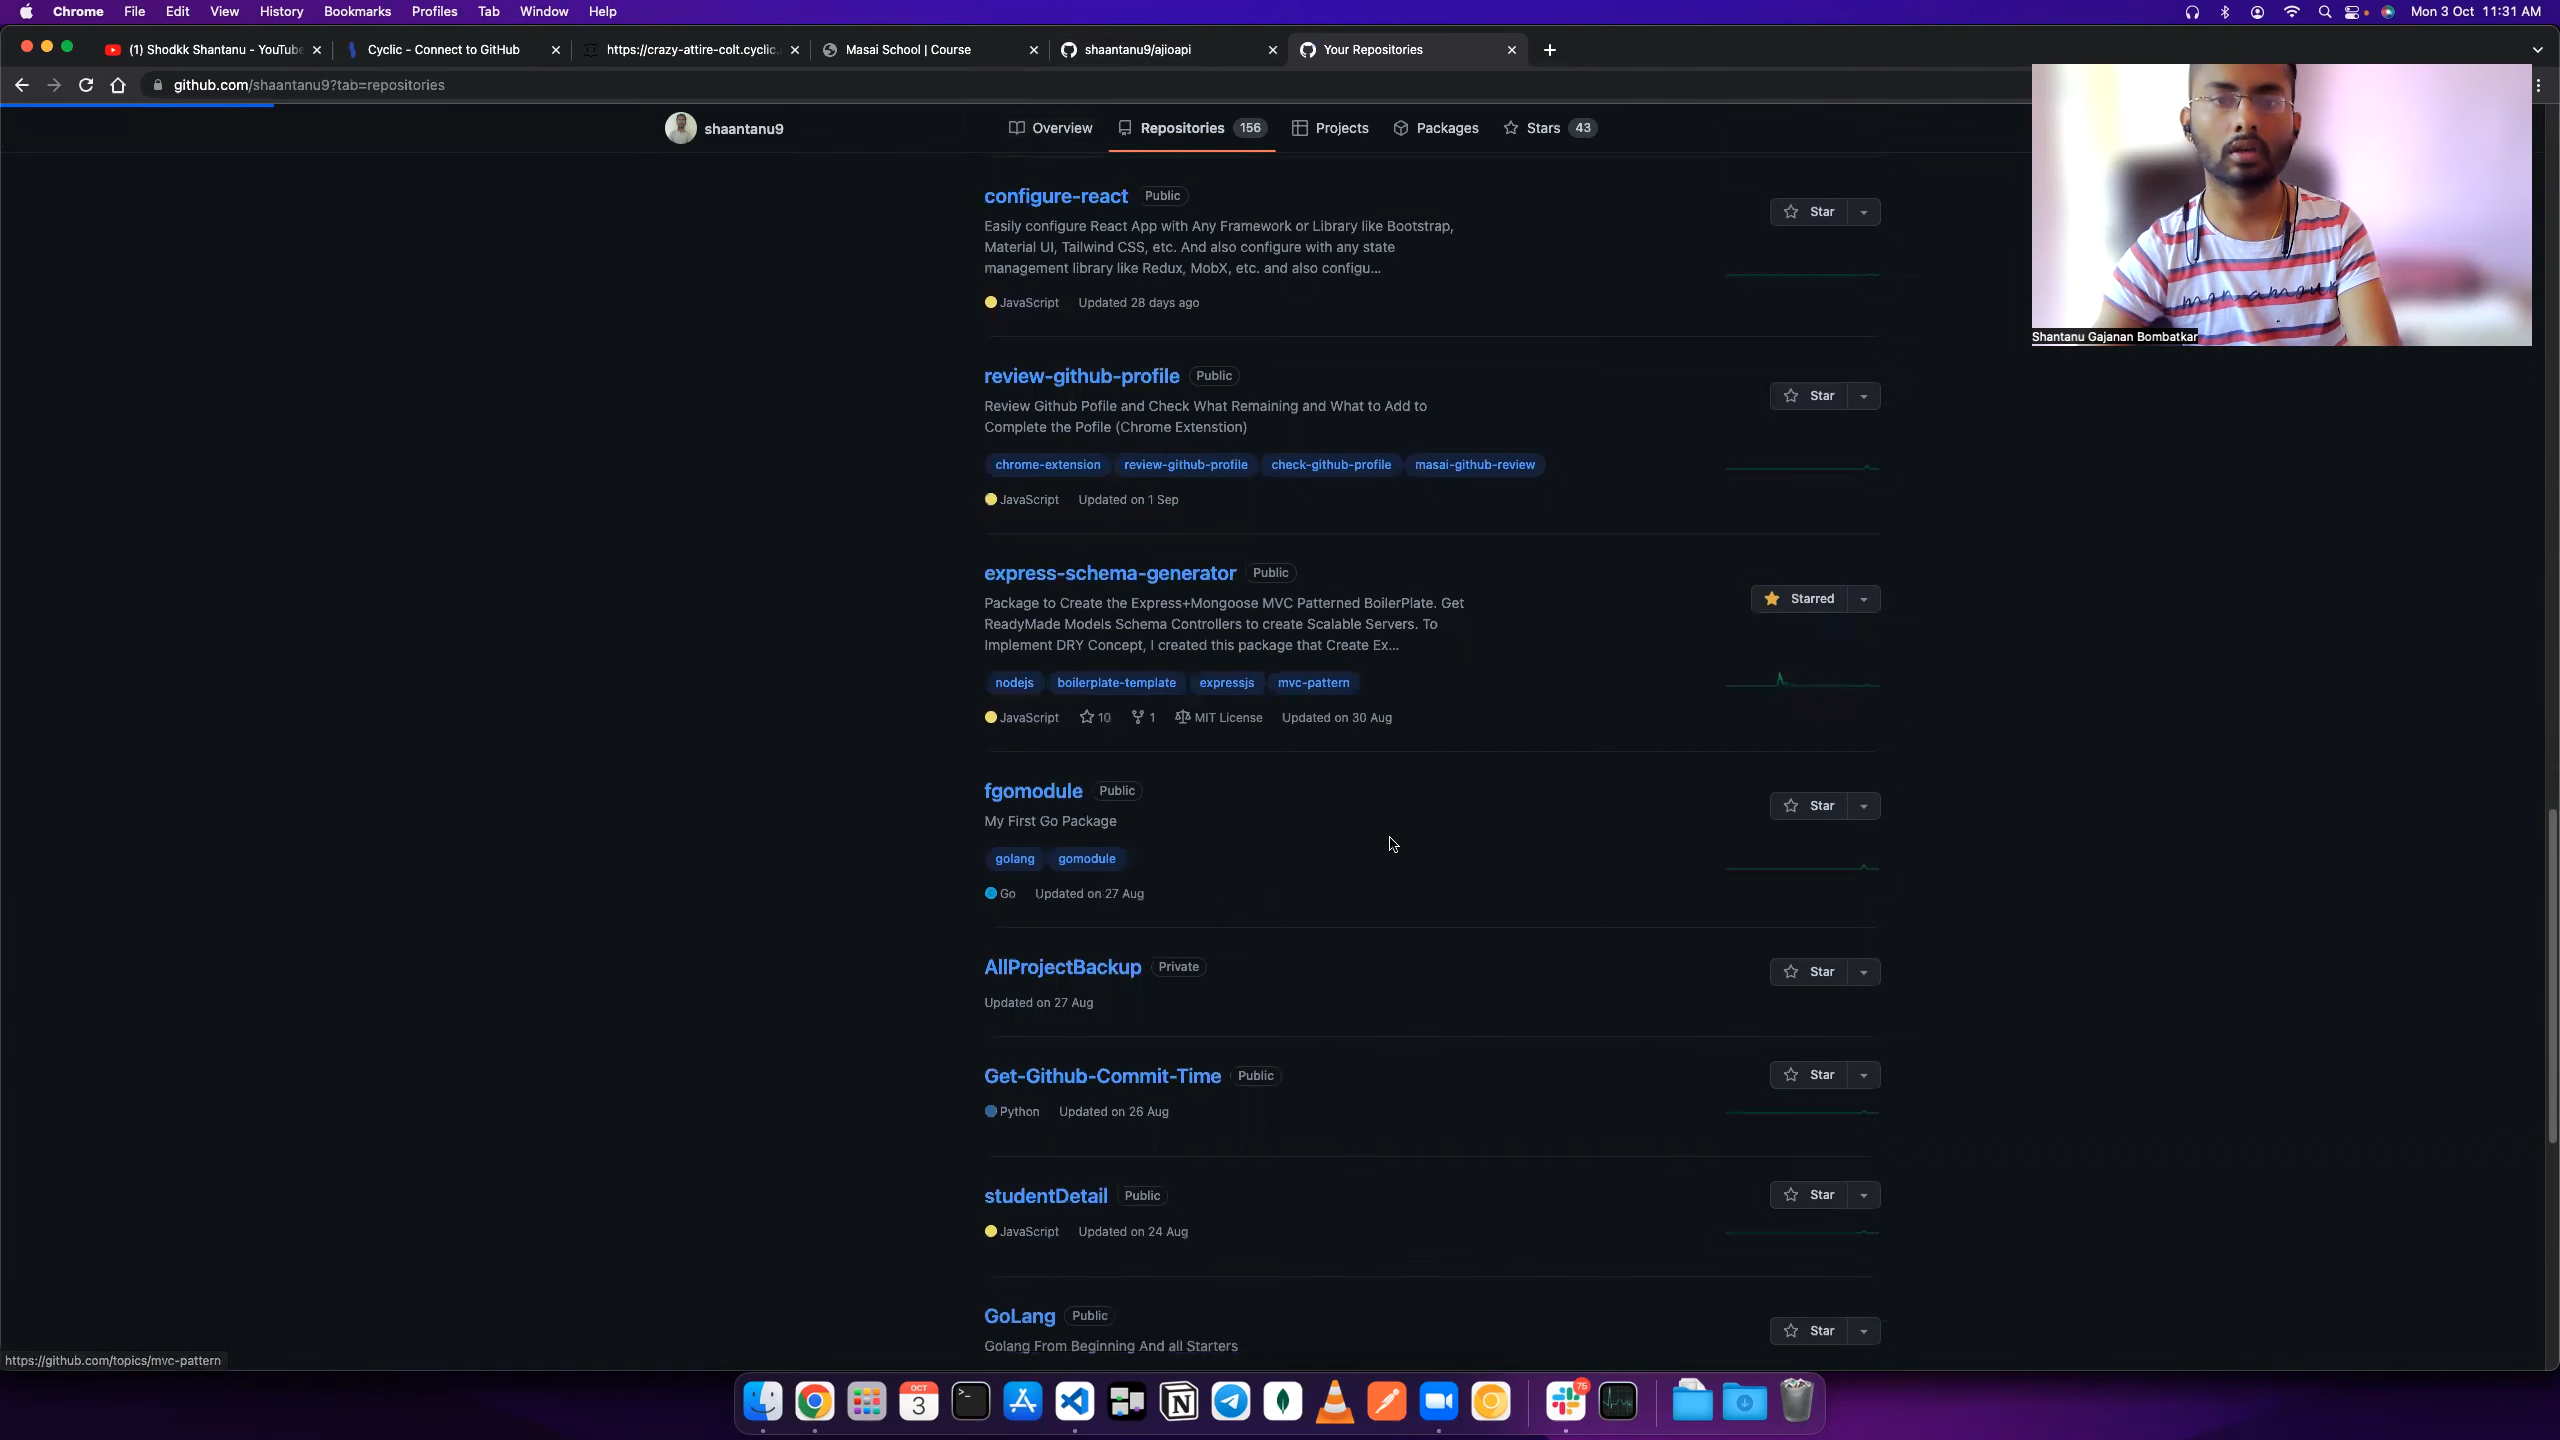 Chrome File Edit View History Bookmarks Profiles Tab Window Help Mon 3 Oct 11:31 AM
(1) Shodkk Shantanu - YouTube Cyclic - Connect to GitHub https://crazy-attire-colt.cyclic. Masai School | Course shaantanu9/ajioapi Your Repositories
github.com/shaantanu9?tab=repositories
shaantanu9 Overview Repositories 156 Projects Packages Stars 43
configure-react Public
Star
Easily configure React App with Any Framework or Library like Bootstrap,
Material UI, Tailwind CSS, etc. And also configure with any state
management library like Redux, MobX, etc. and also configu...
JavaScript Updated 28 days ago
mon amour
Shantanu Gajanan Bombatkar
review-github-profile Public
Star
Review Github Pofile and Check What Remaining and What to Add to
Complete the Pofile (Chrome Extenstion)
chrome-extension review-github-profile check-github-profile masai-github-review
JavaScript Updated on 1 Sep
express-schema-generator Public
Starred
Package to Create the Express+Mongoose MVC Patterned BoilerPlate. Get
ReadyMade Models Schema Controllers to create Scalable Servers. To
Implement DRY Concept, I created this package that Create Ex...
nodejs boilerplate-template expressjs mvc-pattern
JavaScript 10 1 MIT License Updated on 30 Aug
fgomodule Public
Star
My First Go Package
golang gomodule
Go Updated on 27 Aug
AllProjectBackup Private
Star
Updated on 27 Aug
Get-Github-Commit-Time Public
Star
Python Updated on 26 Aug
studentDetail Public
Star
JavaScript Updated on 24 Aug
GoLang Public
Star
Golang From Beginning And all Starters
https://github.com/topics/mvc-pattern
OCT
3
75